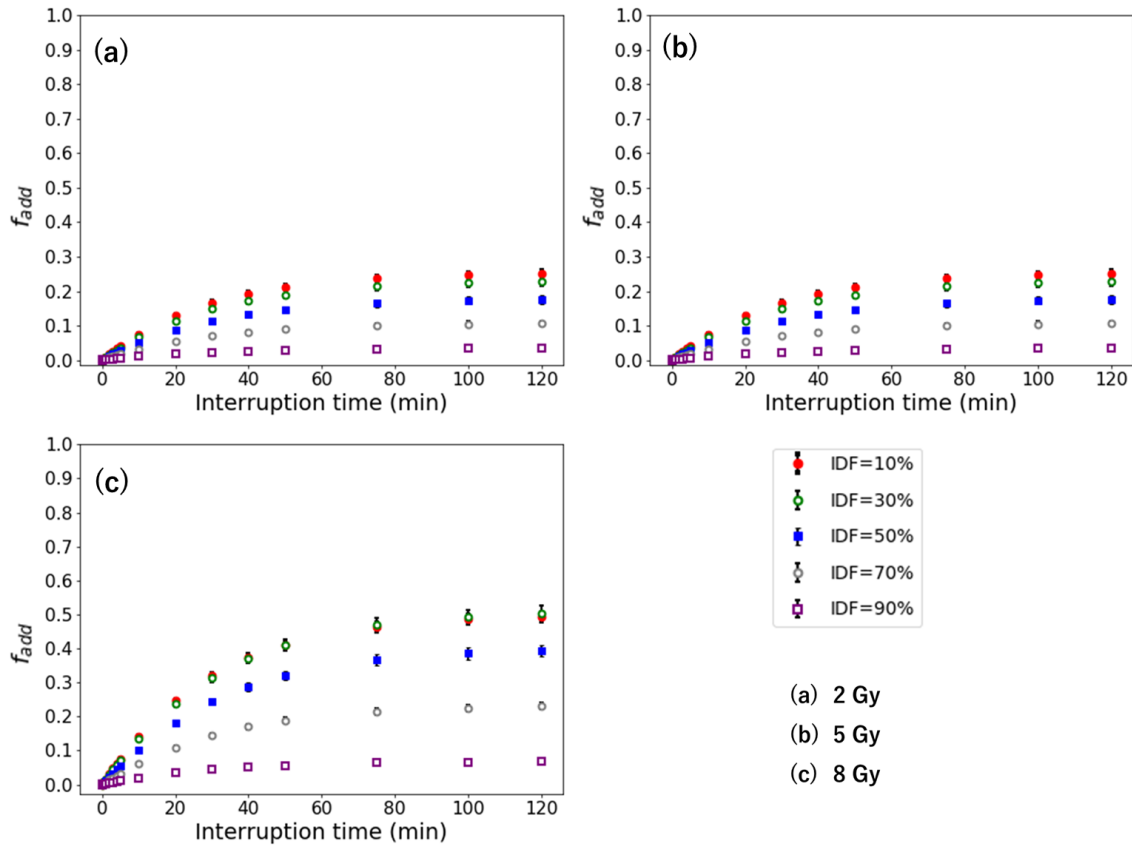 (a)
1.0
0.9
0.8
0.7
0.6
0.5
0.4
0.3
0.2
0.1
0.0
f_add
0 20 40 60 80 100 120
Interruption time (min)
(b)
1.0
0.9
0.8
0.7
0.6
0.5
0.4
0.3
0.2
0.1
0.0
f_add
0 20 40 60 80 100 120
Interruption time (min)
(c)
1.0
0.9
0.8
0.7
0.6
0.5
0.4
0.3
0.2
0.1
0.0
f_add
0 20 40 60 80 100 120
Interruption time (min)
IDF=10%
IDF=30%
IDF=50%
IDF=70%
IDF=90%
(a) 2 Gy
(b) 5 Gy
(c) 8 Gy